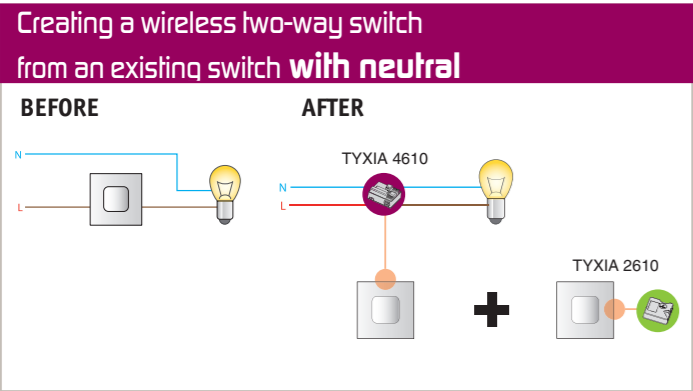 Creating a wireless two-way switch
from an existing switch with neutral
BEFORE
AFTER
N
L
TYXIA 4610
N
L
TYXIA 2610